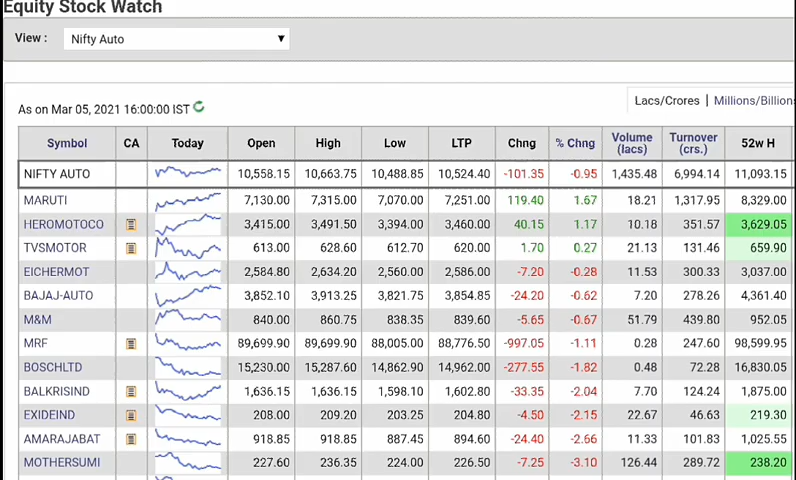 Equity Stock Watch
View : Nifty Auto ▼
Lacs/Crores | Millions/Billions
As on Mar 05, 2021 16:00:00 IST
Symbol CA Today Open High Low LTP Chng % Chng Volume (lacs) Turnover (crs.) 52w H
NIFTY AUTO 10,558.15 10,663.75 10,488.85 10,524.40 -101.35 -0.95 1,435.48 6,994.14 11,093.15
MARUTI 7,130.00 7,315.00 7,070.00 7,251.00 119.40 1.67 18.21 1,317.95 8,329.00
HEROMOTOCO 3,415.00 3,491.50 3,394.00 3,460.00 40.15 1.17 10.18 351.57 3,629.05
TVSMOTOR 613.00 628.60 612.70 620.00 1.70 0.27 21.13 131.46 659.90
EICHERMOT 2,584.80 2,634.20 2,560.00 2,586.00 -7.20 -0.28 11.53 300.33 3,037.00
BAJAJ-AUTO 3,852.10 3,913.25 3,821.75 3,854.85 -24.20 -0.62 7.20 278.26 4,361.40
M&M 840.00 860.75 838.35 839.60 -5.65 -0.67 51.79 439.80 952.05
MRF 89,699.90 89,699.90 88,005.00 88,776.50 -997.05 -1.11 0.28 247.60 98,599.95
BOSCHLTD 15,230.00 15,287.60 14,862.90 14,962.00 -277.55 -1.82 0.48 72.28 16,830.05
BALKRISIND 1,636.15 1,636.15 1,598.10 1,602.80 -33.35 -2.04 7.70 124.24 1,875.00
EXIDEIND 208.00 209.20 203.25 204.80 -4.50 -2.15 22.67 46.63 219.30
AMARAJABAT 918.85 918.85 887.45 894.60 -24.40 -2.66 11.33 101.83 1,025.55
MOTHERSUMI 227.60 236.35 224.00 226.50 -7.25 -3.10 126.44 289.72 238.20